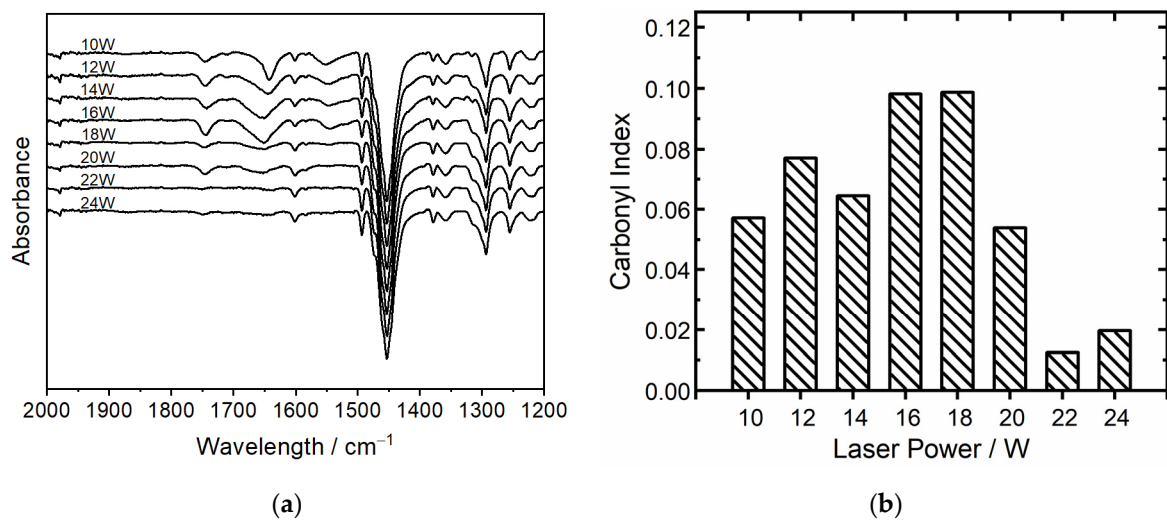 10W
12W
14W
16W
18W
20W
22W
24W
Absorbance
2000 1900 1800 1700 1600 1500 1400 1300 1200
Wavelength / cm⁻¹
(a)
0.12
0.10
0.08
0.06
0.04
0.02
0.00
Carbonyl Index
10 12 14 16 18 20 22 24
Laser Power / W
(b)